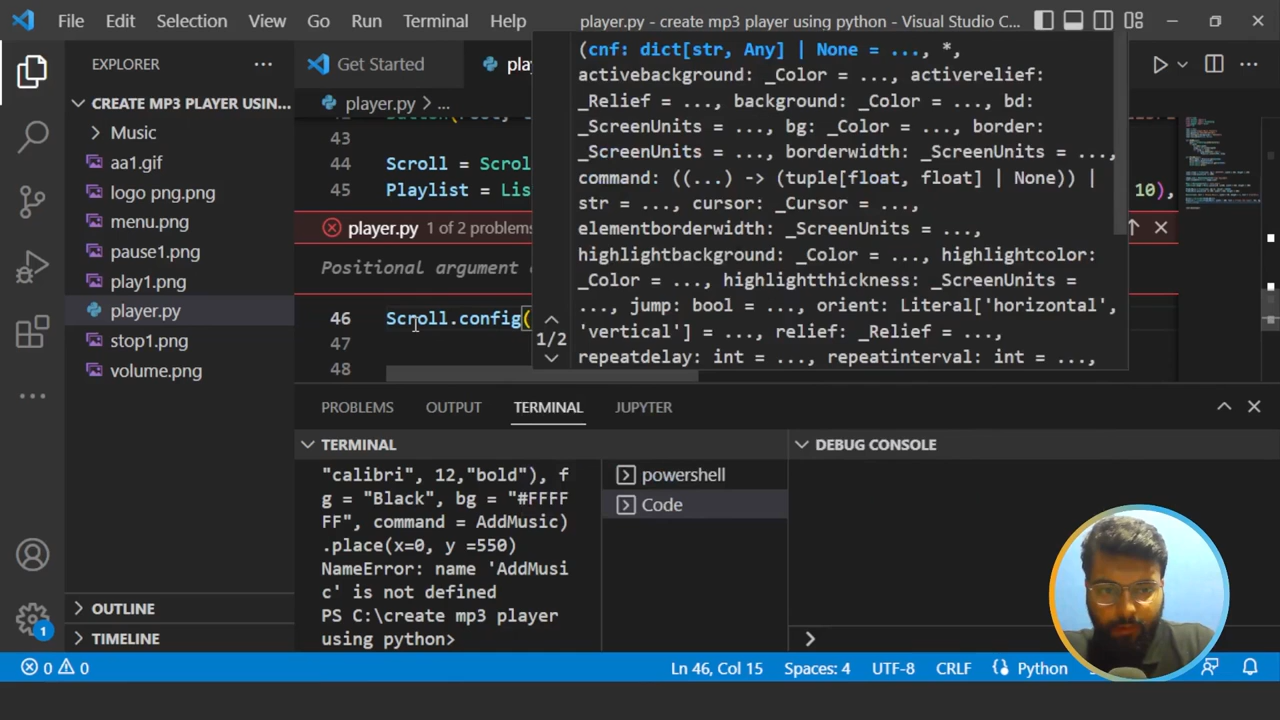 File Edit Selection View Go Run Terminal Help player.py - create mp3 player using python - Visual Studio C...
EXPLORER
CREATE MP3 PLAYER USIN...
Music
aa1.gif
logo png.png
menu.png
pause1.png
play1.png
player.py
stop1.png
volume.png
OUTLINE
TIMELINE
Get Started
player.py > ...
43
44 Scroll = Scrol
45 Playlist = Lis 10),
player.py 1 of 2 problems
Positional argument
46 Scroll.config(
47
48
(cnf: dict[str, Any] | None = ..., *,
activebackground: _Color = ..., activerelief:
_Relief = ..., background: _Color = ..., bd:
_ScreenUnits = ..., bg: _Color = ..., border:
_ScreenUnits = ..., borderwidth: _ScreenUnits = ...,
command: ((...) -> (tuple[float, float] | None)) |
str = ..., cursor: _Cursor = ...,
elementborderwidth: _ScreenUnits = ...,
highlightbackground: _Color = ..., highlightcolor:
_Color = ..., highlightthickness: _ScreenUnits =
..., jump: bool = ..., orient: Literal['horizontal',
'vertical'] = ..., relief: _Relief = ...,
repeatdelay: int = ..., repeatinterval: int = ...,
1/2
PROBLEMS OUTPUT TERMINAL JUPYTER
TERMINAL
"calibri", 12,"bold"), f
g = "Black", bg = "#FFFF
FF", command = AddMusic)
.place(x=0, y =550)
NameError: name 'AddMusi
c' is not defined
PS C:\create mp3 player
using python>
powershell
Code
DEBUG CONSOLE
1
0 0 Ln 46, Col 15 Spaces: 4 UTF-8 CRLF Python